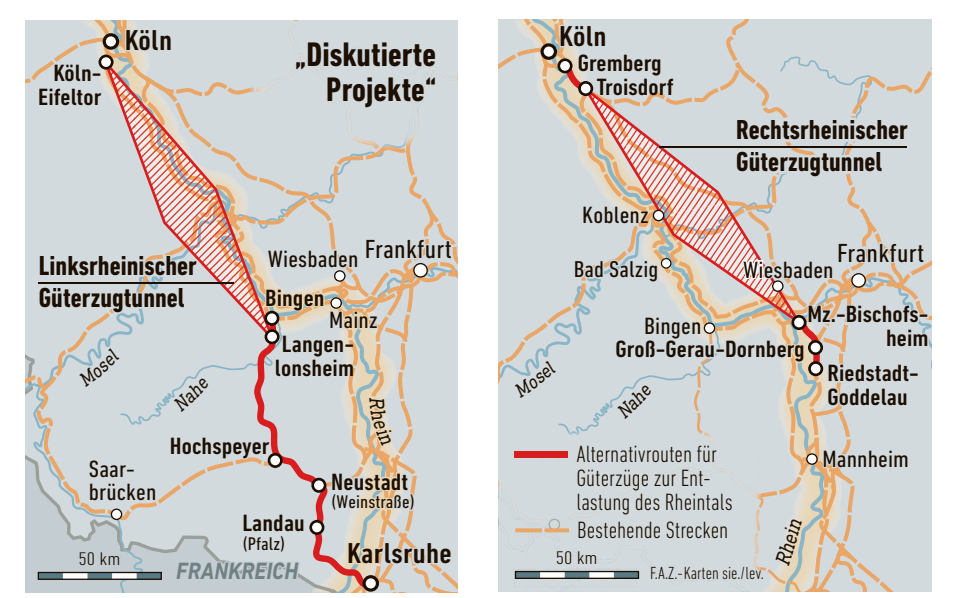 Köln
„Diskutierte
Projekte“
Köln-
Eifeltor
Linksrheinischer
Güterzugtunnel
Wiesbaden
Frankfurt
Bingen
Mainz
Langen-
lonsheim
Mosel
Nahe
Rhein
Hochspeyer
Saar-
brücken
Neustadt
(Weinstraße)
Landau
(Pfalz)
Karlsruhe
50 km
FRANKREICH
Köln
Gremberg
Troisdorf
Rechtsrheinischer
Güterzugtunnel
Koblenz
Bad Salzig
Wiesbaden
Frankfurt
Bingen
Mz.-Bischofs-
heim
Groß-Gerau-Dornberg
Riedstadt-
Goddelau
Mosel
Nahe
Alternativrouten für
Güterzüge zur Ent-
lastung des Rheintals
Bestehende Strecken
Mannheim
Rhein
50 km
F.A.Z.-Karten sie./lev.